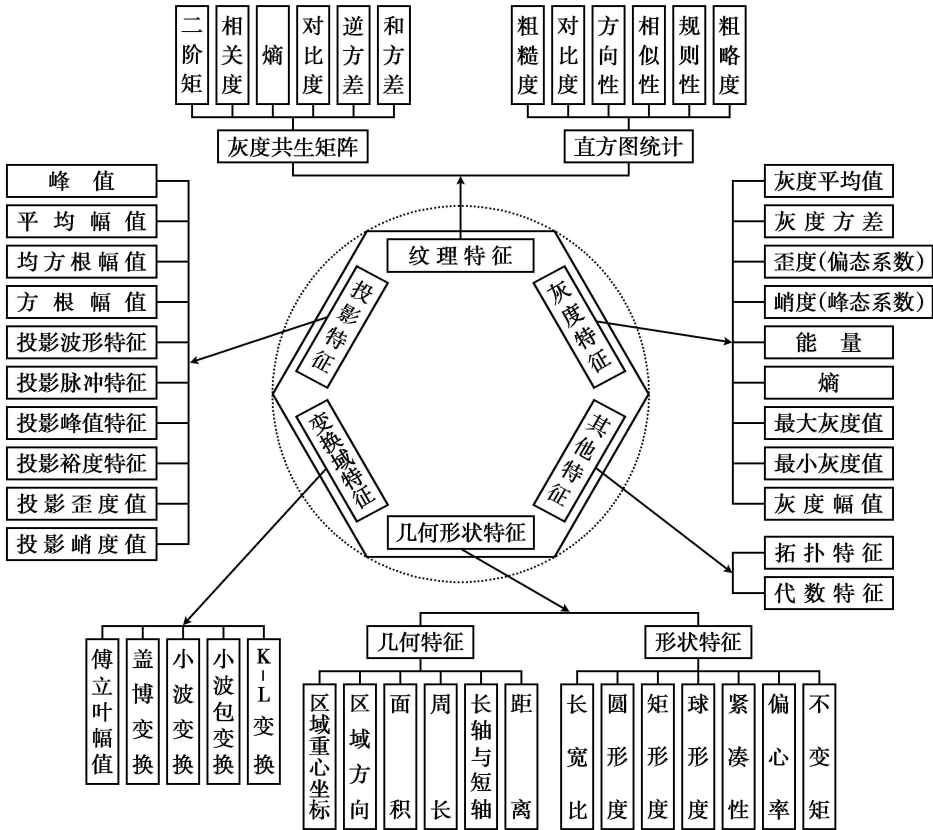 二阶矩
相关度
熵
对比度
逆方差
和方差
粗糙度
对比度
方向性
相似性
规则性
粗略度
灰度共生矩阵
直方图统计
峰值
平均幅值
均方根幅值
方根幅值
投影波形特征
投影脉冲特征
投影峰值特征
投影裕度特征
投影歪度值
投影峭度值
纹理特征
投影特征
灰度特征
变换域特征
其他特征
几何形状特征
灰度平均值
灰度方差
歪度(偏态系数)
峭度(峰态系数)
能量
熵
最大灰度值
最小灰度值
灰度幅值
拓扑特征
代数特征
傅立叶幅值
盖博变换
小波变换
小波包变换
K-L变换
几何特征
形状特征
区域重心坐标
区域方向
面积
周长
长轴与短轴
距离
长宽比
圆形度
矩形度
球形度
紧凑性
偏心率
不变矩